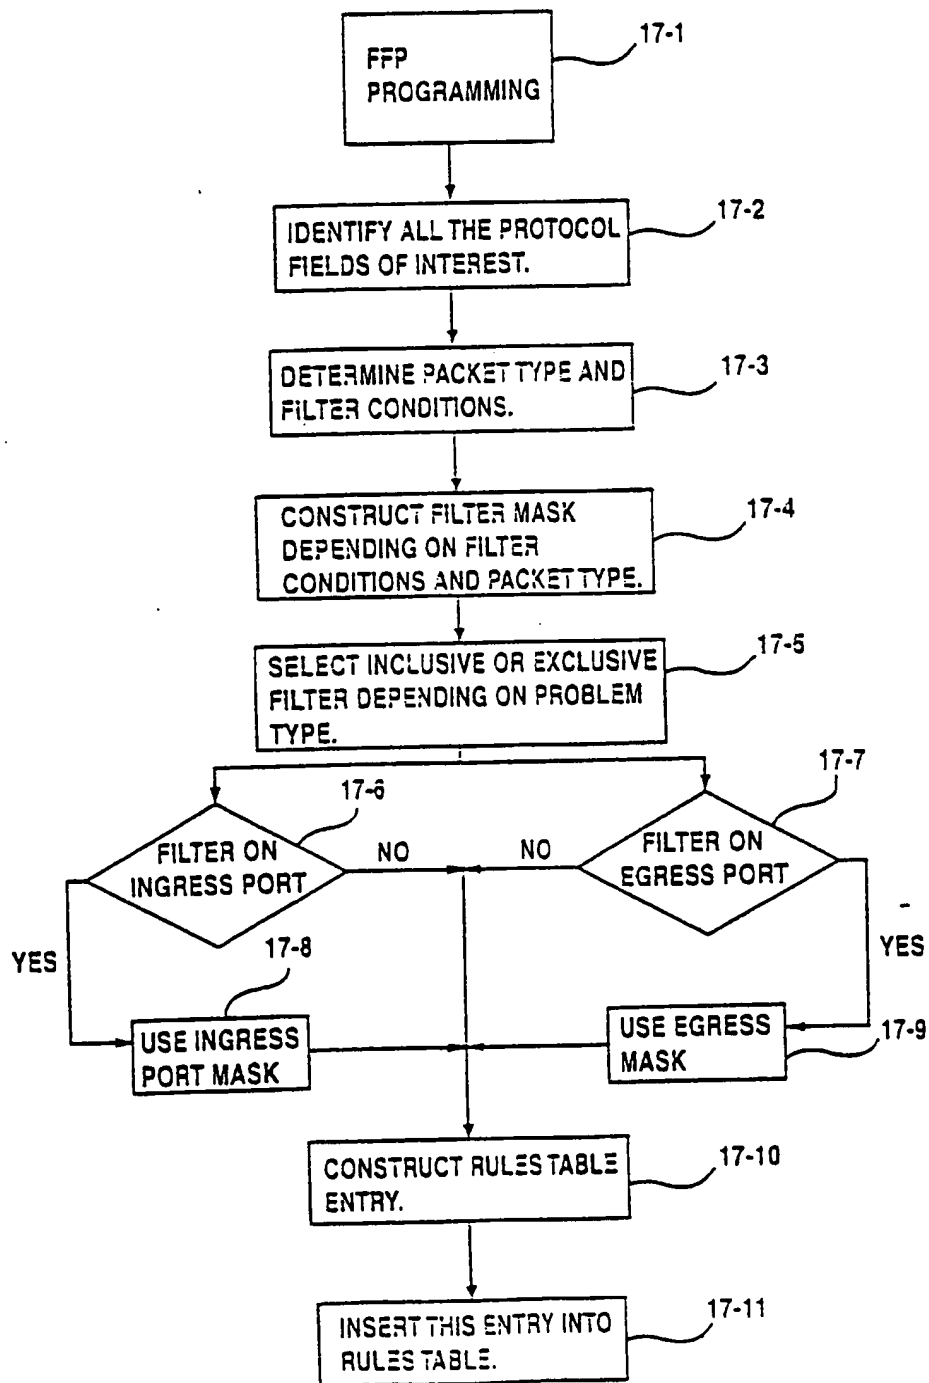 17-1
FFP
PROGRAMMING
17-2
IDENTIFY ALL THE PROTOCOL
FIELDS OF INTEREST.
17-3
DETERMINE PACKET TYPE AND
FILTER CONDITIONS.
17-4
CONSTRUCT FILTER MASK
DEPENDING ON FILTER
CONDITIONS AND PACKET TYPE.
17-5
SELECT INCLUSIVE OR EXCLUSIVE
FILTER DEPENDING ON PROBLEM
TYPE.
17-6
17-7
FILTER ON
INGRESS PORT
NO
NO
FILTER ON
EGRESS PORT
YES
YES
17-8
USE INGRESS
PORT MASK
USE EGRESS
MASK
17-9
CONSTRUCT RULES TABLE
ENTRY.
17-10
INSERT THIS ENTRY INTO
RULES TABLE.
17-11